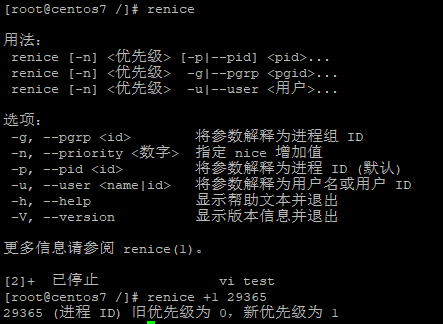 [root@centos7 /]# renice
用法：
renice [-n] <优先级> [-p|--pid] <pid>...
renice [-n] <优先级> -g|--pgrp <pgid>...
renice [-n] <优先级> -u|--user <用户>...
选项：
-g, --pgrp <id> 将参数解释为进程组 ID
-n, --priority <数字> 指定 nice 增加值
-p, --pid <id> 将参数解释为进程 ID (默认)
-u, --user <name|id> 将参数解释为用户名或用户 ID
-h, --help 显示帮助文本并退出
-V, --version 显示版本信息并退出
更多信息请参阅 renice(1)。
[2]+ 已停止 vi test
[root@centos7 /]# renice +1 29365
29365 (进程 ID) 旧优先级为 0，新优先级为 1